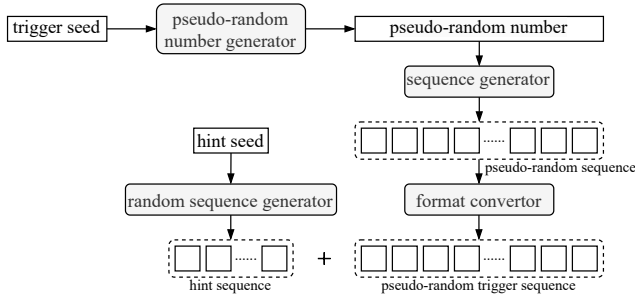 trigger seed
pseudo-random
number generator
pseudo-random number
sequence generator
......
pseudo-random sequence
hint seed
random sequence generator
format convertor
......
hint sequence
+
......
pseudo-random trigger sequence